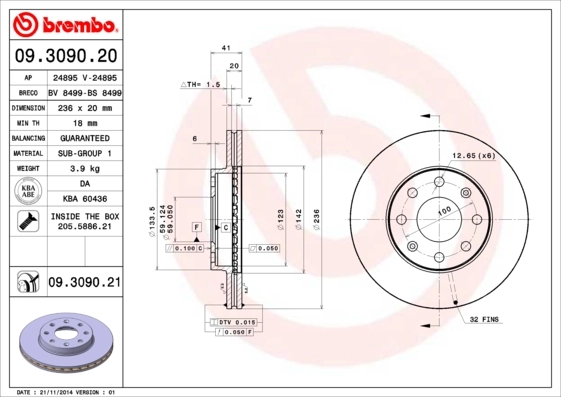 brembo
09.3090.20
AP 24895 V-24895
BRECO BV 8499-BS 8499
DIMENSION 236 x 20 mm
MIN TH 18 mm
BALANCING GUARANTEED
MATERIAL SUB-GROUP 1
WEIGHT 3.9 kg
KBA ABE
DA
KBA 60436
INSIDE THE BOX
205.5886.21
09.3090.21
DATE : 21/11/2014 VERSION : 01
41
20
△TH= 1.5
7
6
∅133.5
59.124
∅59.050
F
C
0.100 C
0.050
∅123
∅142
∅236
DTV 0.015
0.050 F
12.65(x6)
100
32 FINS